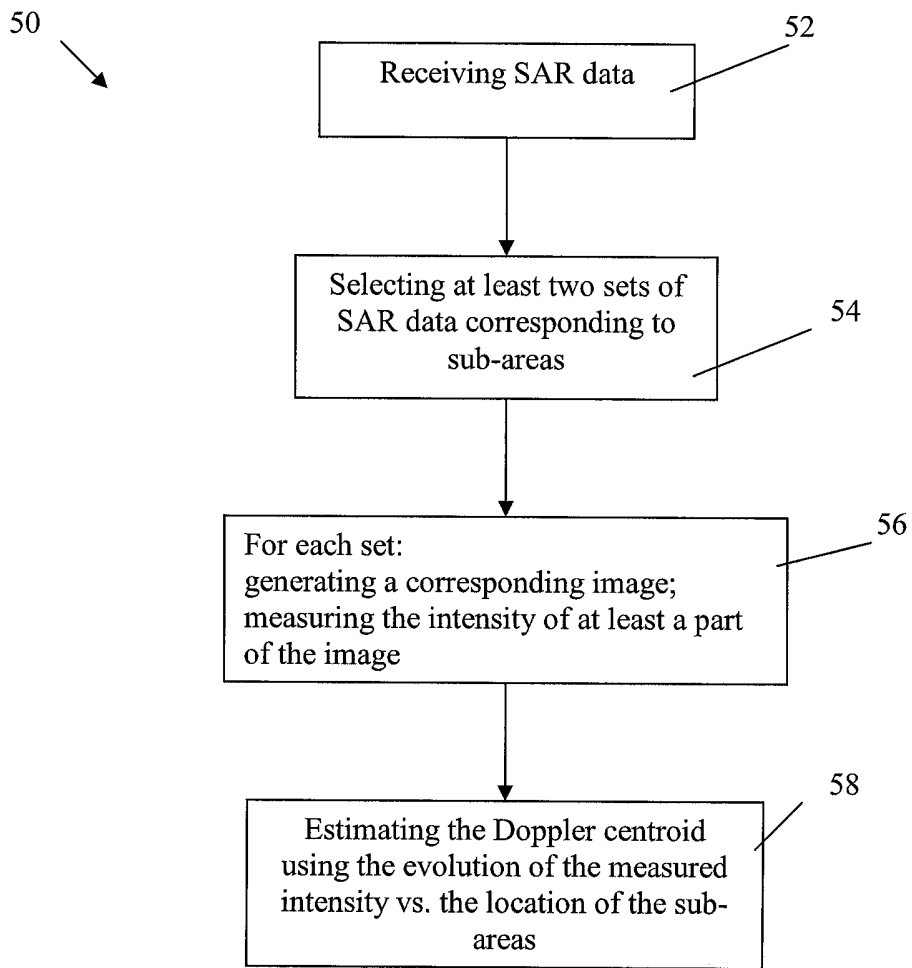 50
52
Receiving SAR data
Selecting at least two sets of
SAR data corresponding to
sub-areas
54
56
For each set:
generating a corresponding image;
measuring the intensity of at least a part
of the image
58
Estimating the Doppler centroid
using the evolution of the measured
intensity vs. the location of the sub-
areas